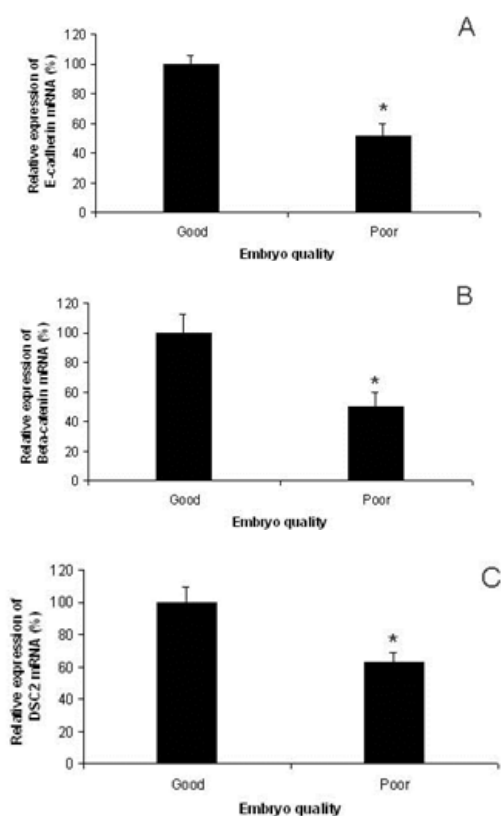 A
Relative expression of
E-cadherin mRNA (%)
120
100
80
60
40
20
0
*
Good
Poor
Embryo quality
B
Relative expression of
Beta-catenin mRNA (%)
120
100
80
60
40
20
0
*
Good
Poor
Embryo quality
C
Relative expression of
DSC2 mRNA (%)
120
100
80
60
40
20
0
*
Good
Poor
Embryo quality